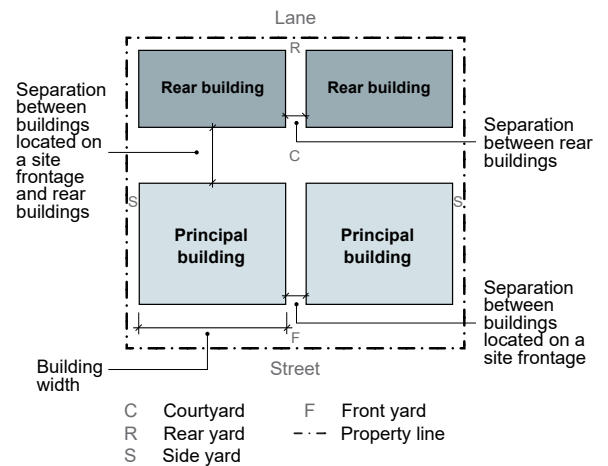 Lane
R
Rear building
Rear building
Separation
between
buildings
located on
a site
frontage
and rear
buildings
Separation
between rear
buildings
C
S
S
Principal
building
Principal
building
Separation
between
buildings
located on a
site frontage
F
Building
width
Street
C Courtyard
F Front yard
R Rear yard
Property line
S Side yard